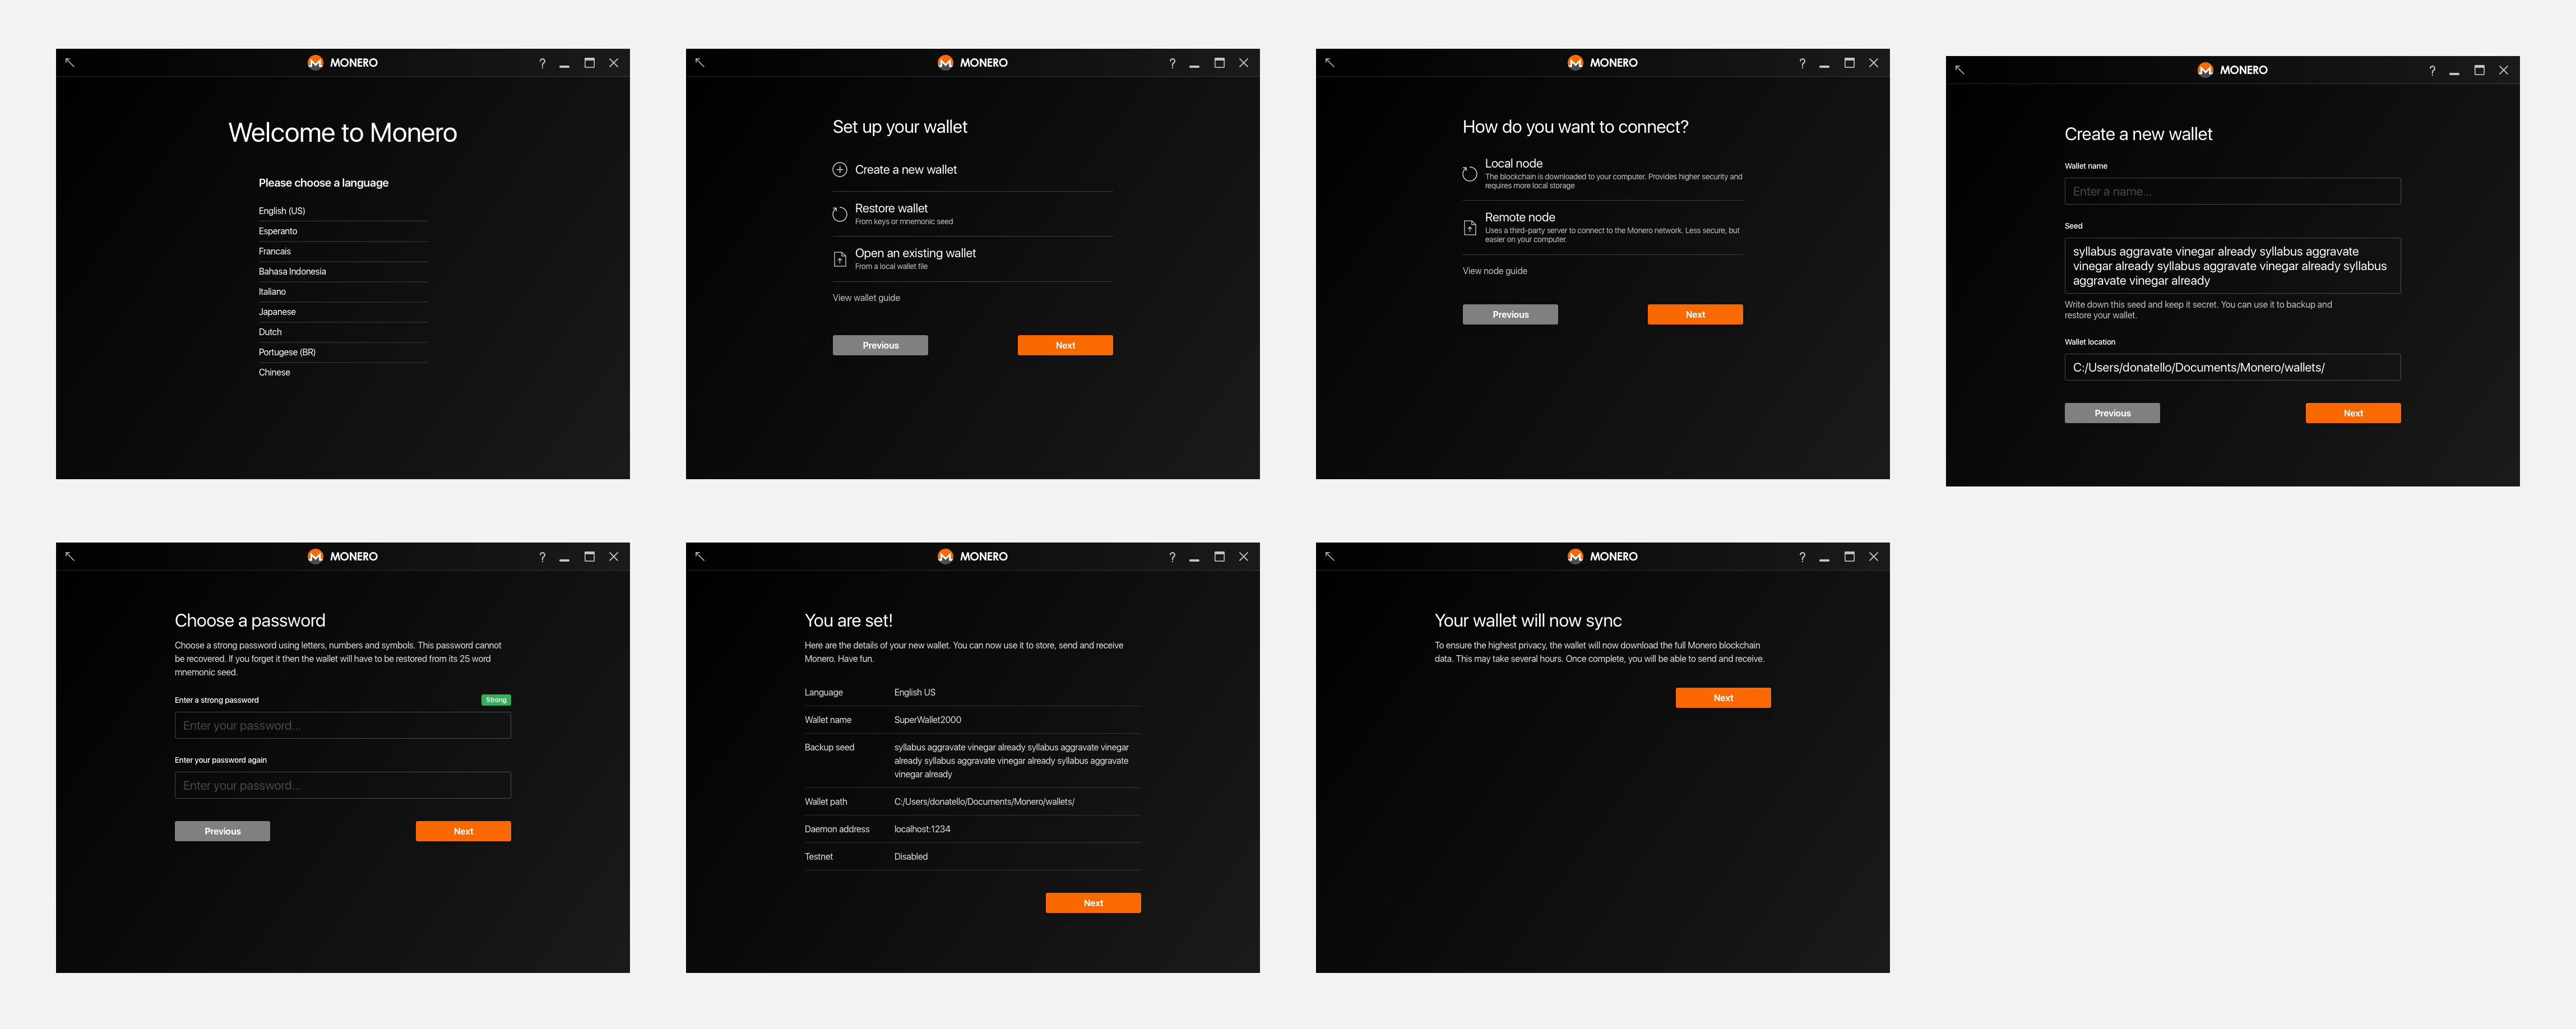 MONERO
?
Welcome to Monero
Please choose a language
English (US)
Esperanto
Francais
Bahasa Indonesia
Italiano
Japanese
Dutch
Portugese (BR)
Chinese
MONERO
?
Set up your wallet
Create a new wallet
Restore wallet
From keys or mnemonic seed
Open an existing wallet
From a local wallet file
View wallet guide
Previous
Next
MONERO
?
How do you want to connect?
Local node
The blockchain is downloaded to your computer. Provides higher security and
requires more local storage
Remote node
Uses a third-party server to connect to the Monero network. Less secure, but
easier on your computer.
View node guide
Previous
Next
MONERO
?
Create a new wallet
Wallet name
Enter a name...
Seed
syllabus aggravate vinegar already syllabus aggravate
vinegar already syllabus aggravate vinegar already syllabus
aggravate vinegar already
Write down this seed and keep it secret. You can use it to backup and
restore your wallet.
Wallet location
C:/Users/donatello/Documents/Monero/wallets/
Previous
Next
MONERO
?
Choose a password
Choose a strong password using letters, numbers and symbols. This password cannot
be recovered. If you forget it then the wallet will have to be restored from its 25 word
mnemonic seed.
Enter a strong password
Strong
Enter your password...
Enter your password again
Enter your password...
Previous
Next
MONERO
?
You are set!
Here are the details of your new wallet. You can now use it to store, send and receive
Monero. Have fun.
Language English US
Wallet name SuperWallet2000
Backup seed syllabus aggravate vinegar already syllabus aggravate vinegar
already syllabus aggravate vinegar already syllabus aggravate
vinegar already
Wallet path C:/Users/donatello/Documents/Monero/wallets/
Daemon address localhost:1234
Testnet Disabled
Next
MONERO
?
Your wallet will now sync
To ensure the highest privacy, the wallet will now download the full Monero blockchain
data. This may take several hours. Once complete, you will be able to send and receive.
Next